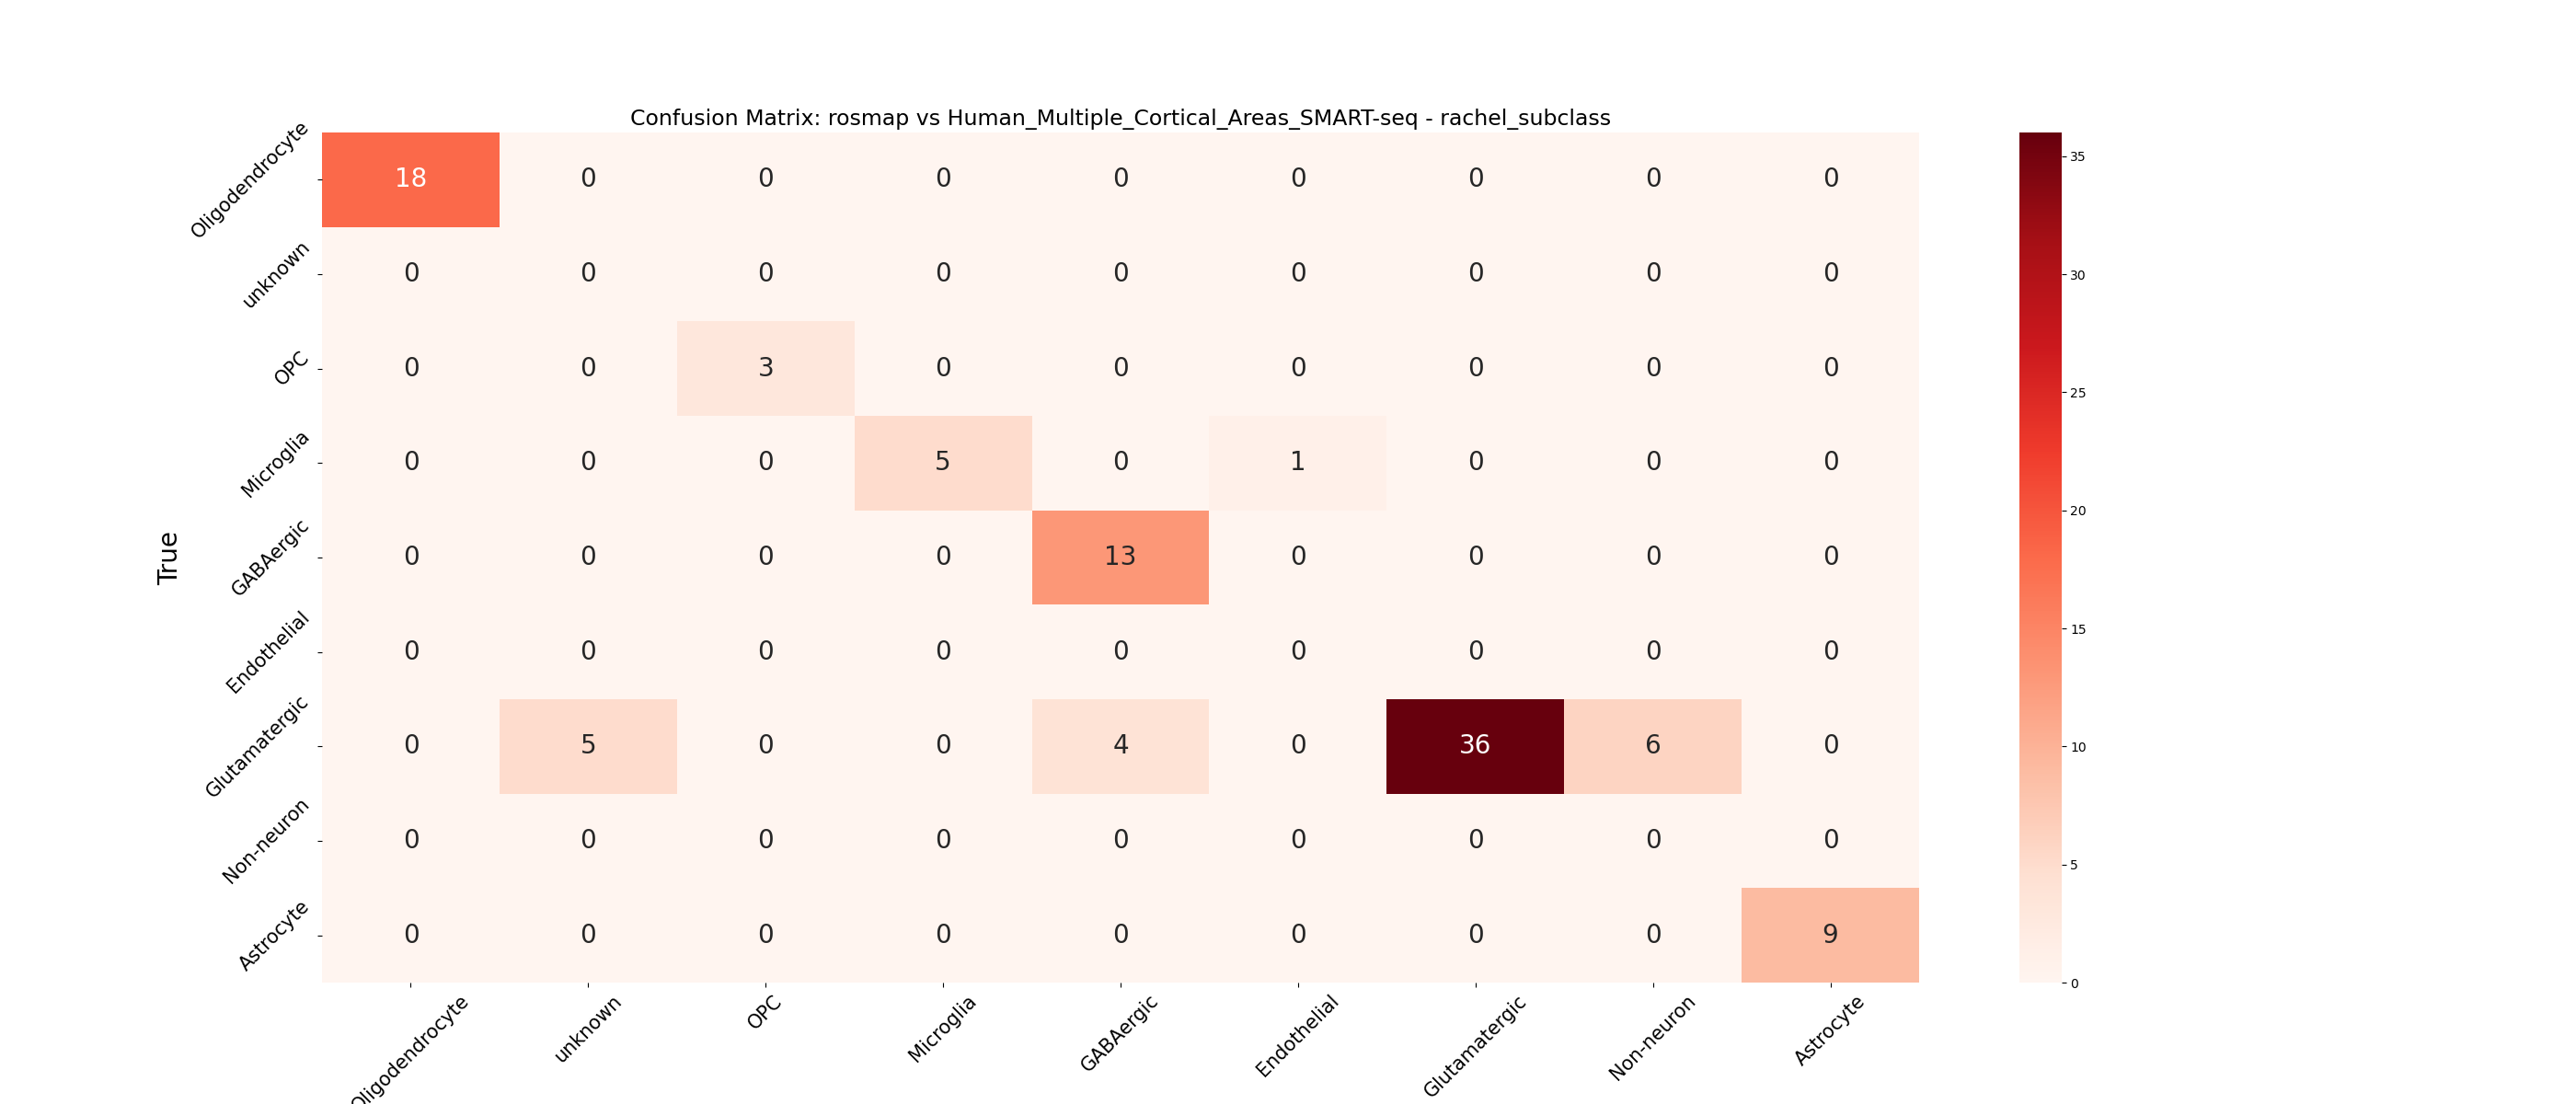 Confusion Matrix: rosmap vs Human_Multiple_Cortical_Areas_SMART-seq - rachel_subclass
True
Oligodendrocyte 18 0 0 0 0 0 0 0 0
unknown 0 0 0 0 0 0 0 0 0
OPC 0 0 3 0 0 0 0 0 0
Microglia 0 0 0 5 0 1 0 0 0
GABAergic 0 0 0 0 13 0 0 0 0
Endothelial 0 0 0 0 0 0 0 0 0
Glutamatergic 0 5 0 0 4 0 36 6 0
Non-neuron 0 0 0 0 0 0 0 0 0
Astrocyte 0 0 0 0 0 0 0 0 9
Oligodendrocyte unknown OPC Microglia GABAergic Endothelial Glutamatergic Non-neuron Astrocyte
35
30
25
20
15
10
5
0